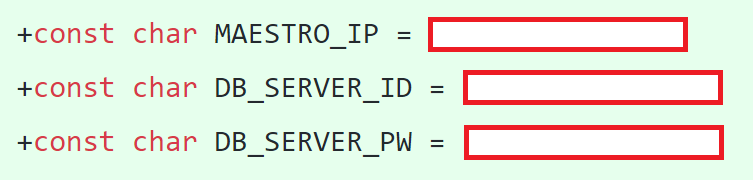 +const char MAESTRO_IP =
+const char DB_SERVER_ID =
+const char DB_SERVER_PW =